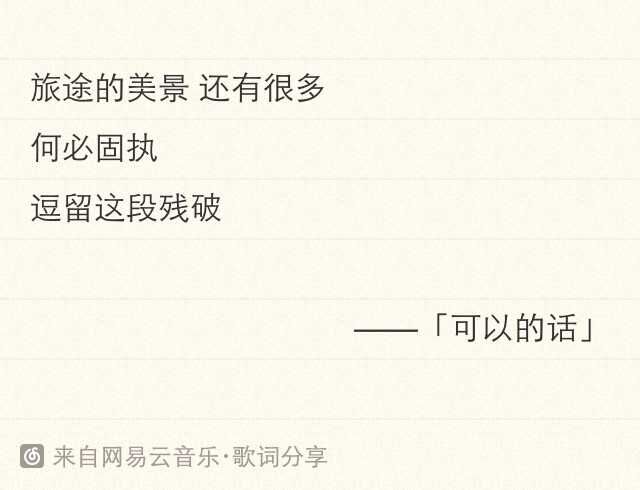 旅途的美景 还有很多
何必固执
逗留这段残破
——「可以的话」
来自网易云音乐·歌词分享